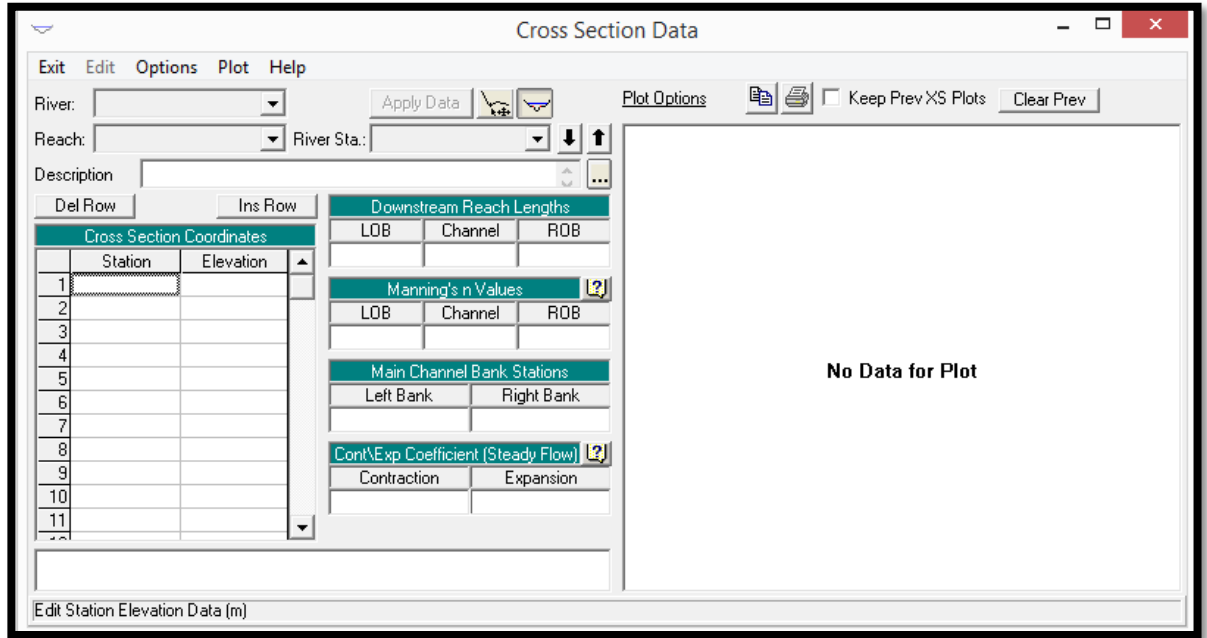 Cross Section Data
Exit Edit Options Plot Help
River: Apply Data Plot Options Keep Prev XS Plots Clear Prev
Reach: River Sta.:
Description ...
Del Row Ins Row
Downstream Reach Lengths
LOB Channel ROB
Cross Section Coordinates
Station Elevation
1
2
3
4
5
6
7
8
9
10
11
Manning's n Values
LOB Channel ROB
Main Channel Bank Stations
Left Bank Right Bank
Cont\Exp Coefficient (Steady Flow)
Contraction Expansion
No Data for Plot
Edit Station Elevation Data (m)